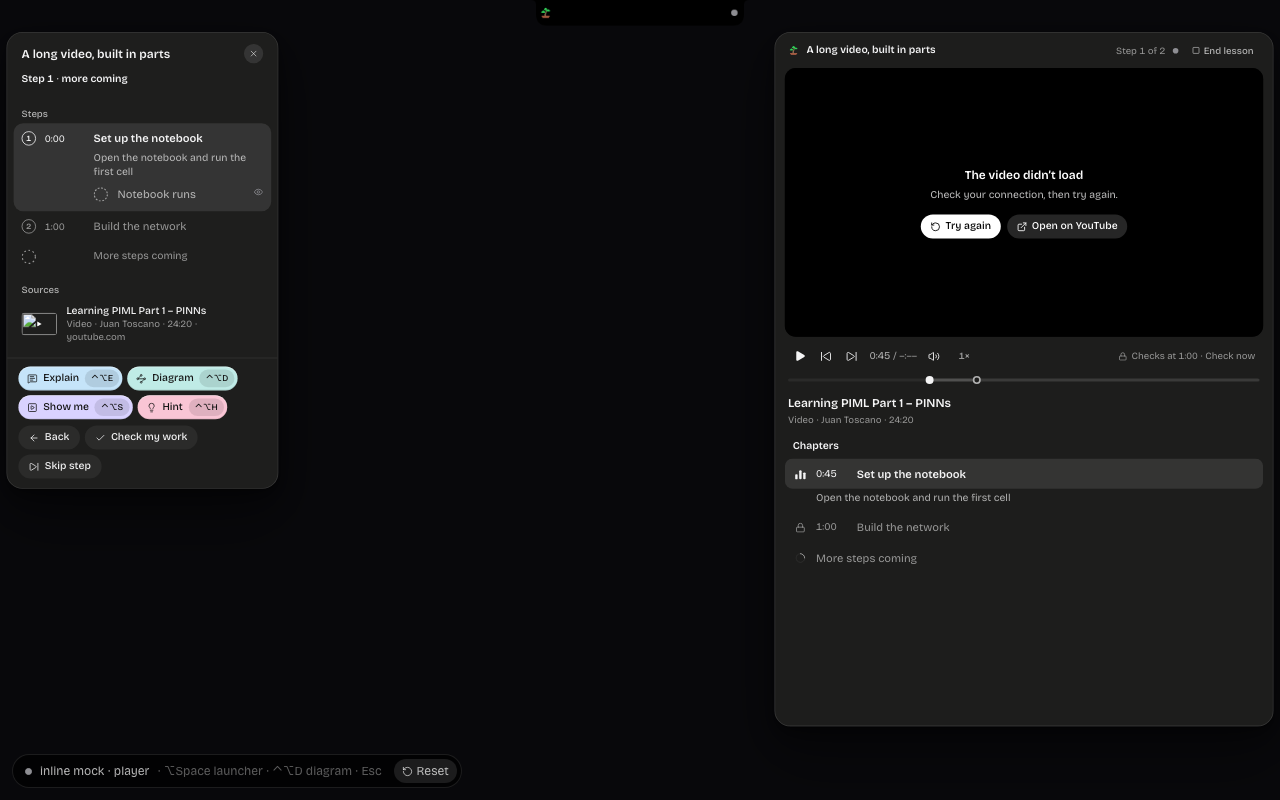 A long video, built in parts
Step 1 · more coming
Steps
1 0:00 Set up the notebook
Open the notebook and run the
first cell
Notebook runs
2 1:00 Build the network
More steps coming
Sources
Learning PIML Part 1 – PINNs
Video · Juan Toscano · 24:20 ·
youtube.com
Explain ^⌥E Diagram ^⌥D
Show me ^⌥S Hint ^⌥H
Back Check my work
Skip step
A long video, built in parts Step 1 of 2 End lesson
The video didn’t load
Check your connection, then try again.
Try again Open on YouTube
0:45 / –:–– 1× Checks at 1:00 · Check now
Learning PIML Part 1 – PINNs
Video · Juan Toscano · 24:20
Chapters
0:45 Set up the notebook
Open the notebook and run the first cell
1:00 Build the network
More steps coming
inline mock · player · ⌥Space launcher · ^⌥D diagram · Esc Reset